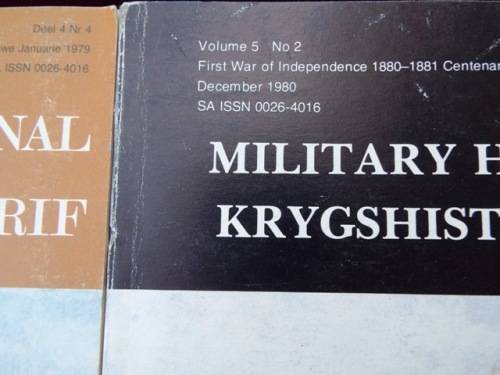 Deel 4 Nr 4
we Januarie 1979
ISSN 0026-4016
NAL
RIF
Volume 5 No 2
First War of Independence 1880–1881 Centenar
December 1980
SA ISSN 0026-4016
MILITARY H
KRYGSHIST